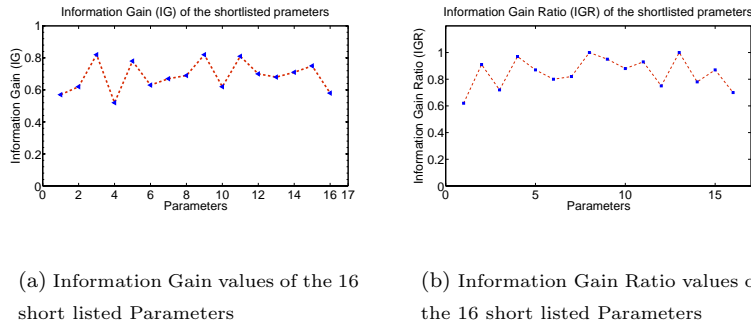 Information Gain (IG) of the shortlisted prameters
1
0.8
0.6
0.4
0.2
0
Information Gain (IG)
0 2 4 6 8 10 12 14 16 17
Parameters
Information Gain Ratio (IGR) of the shortlisted prameters
1
0.8
0.6
0.4
0.2
0
Information Gain Ratio (IGR)
0 5 10 15
Parameters
(a) Information Gain values of the 16
short listed Parameters
(b) Information Gain Ratio values o
the 16 short listed Parameters